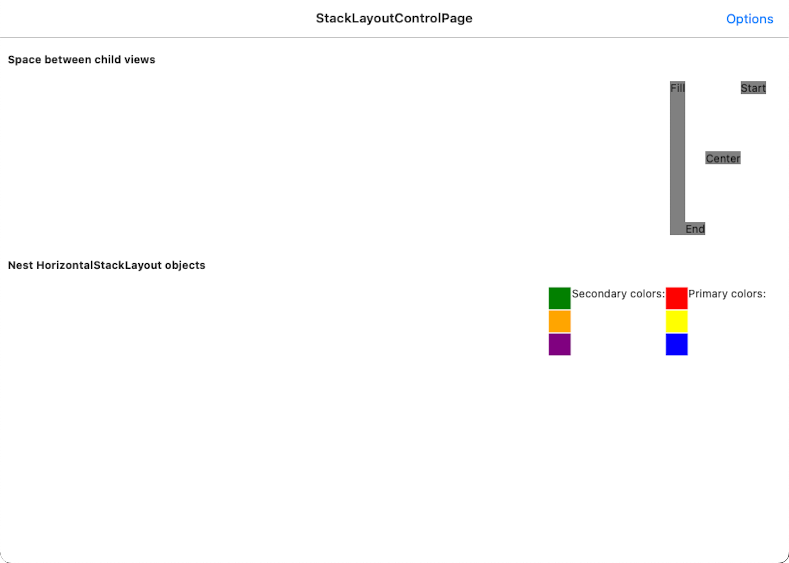 StackLayoutControlPage
Options
Space between child views
Fill
Start
Center
End
Nest HorizontalStackLayout objects
Secondary colors:
Primary colors: